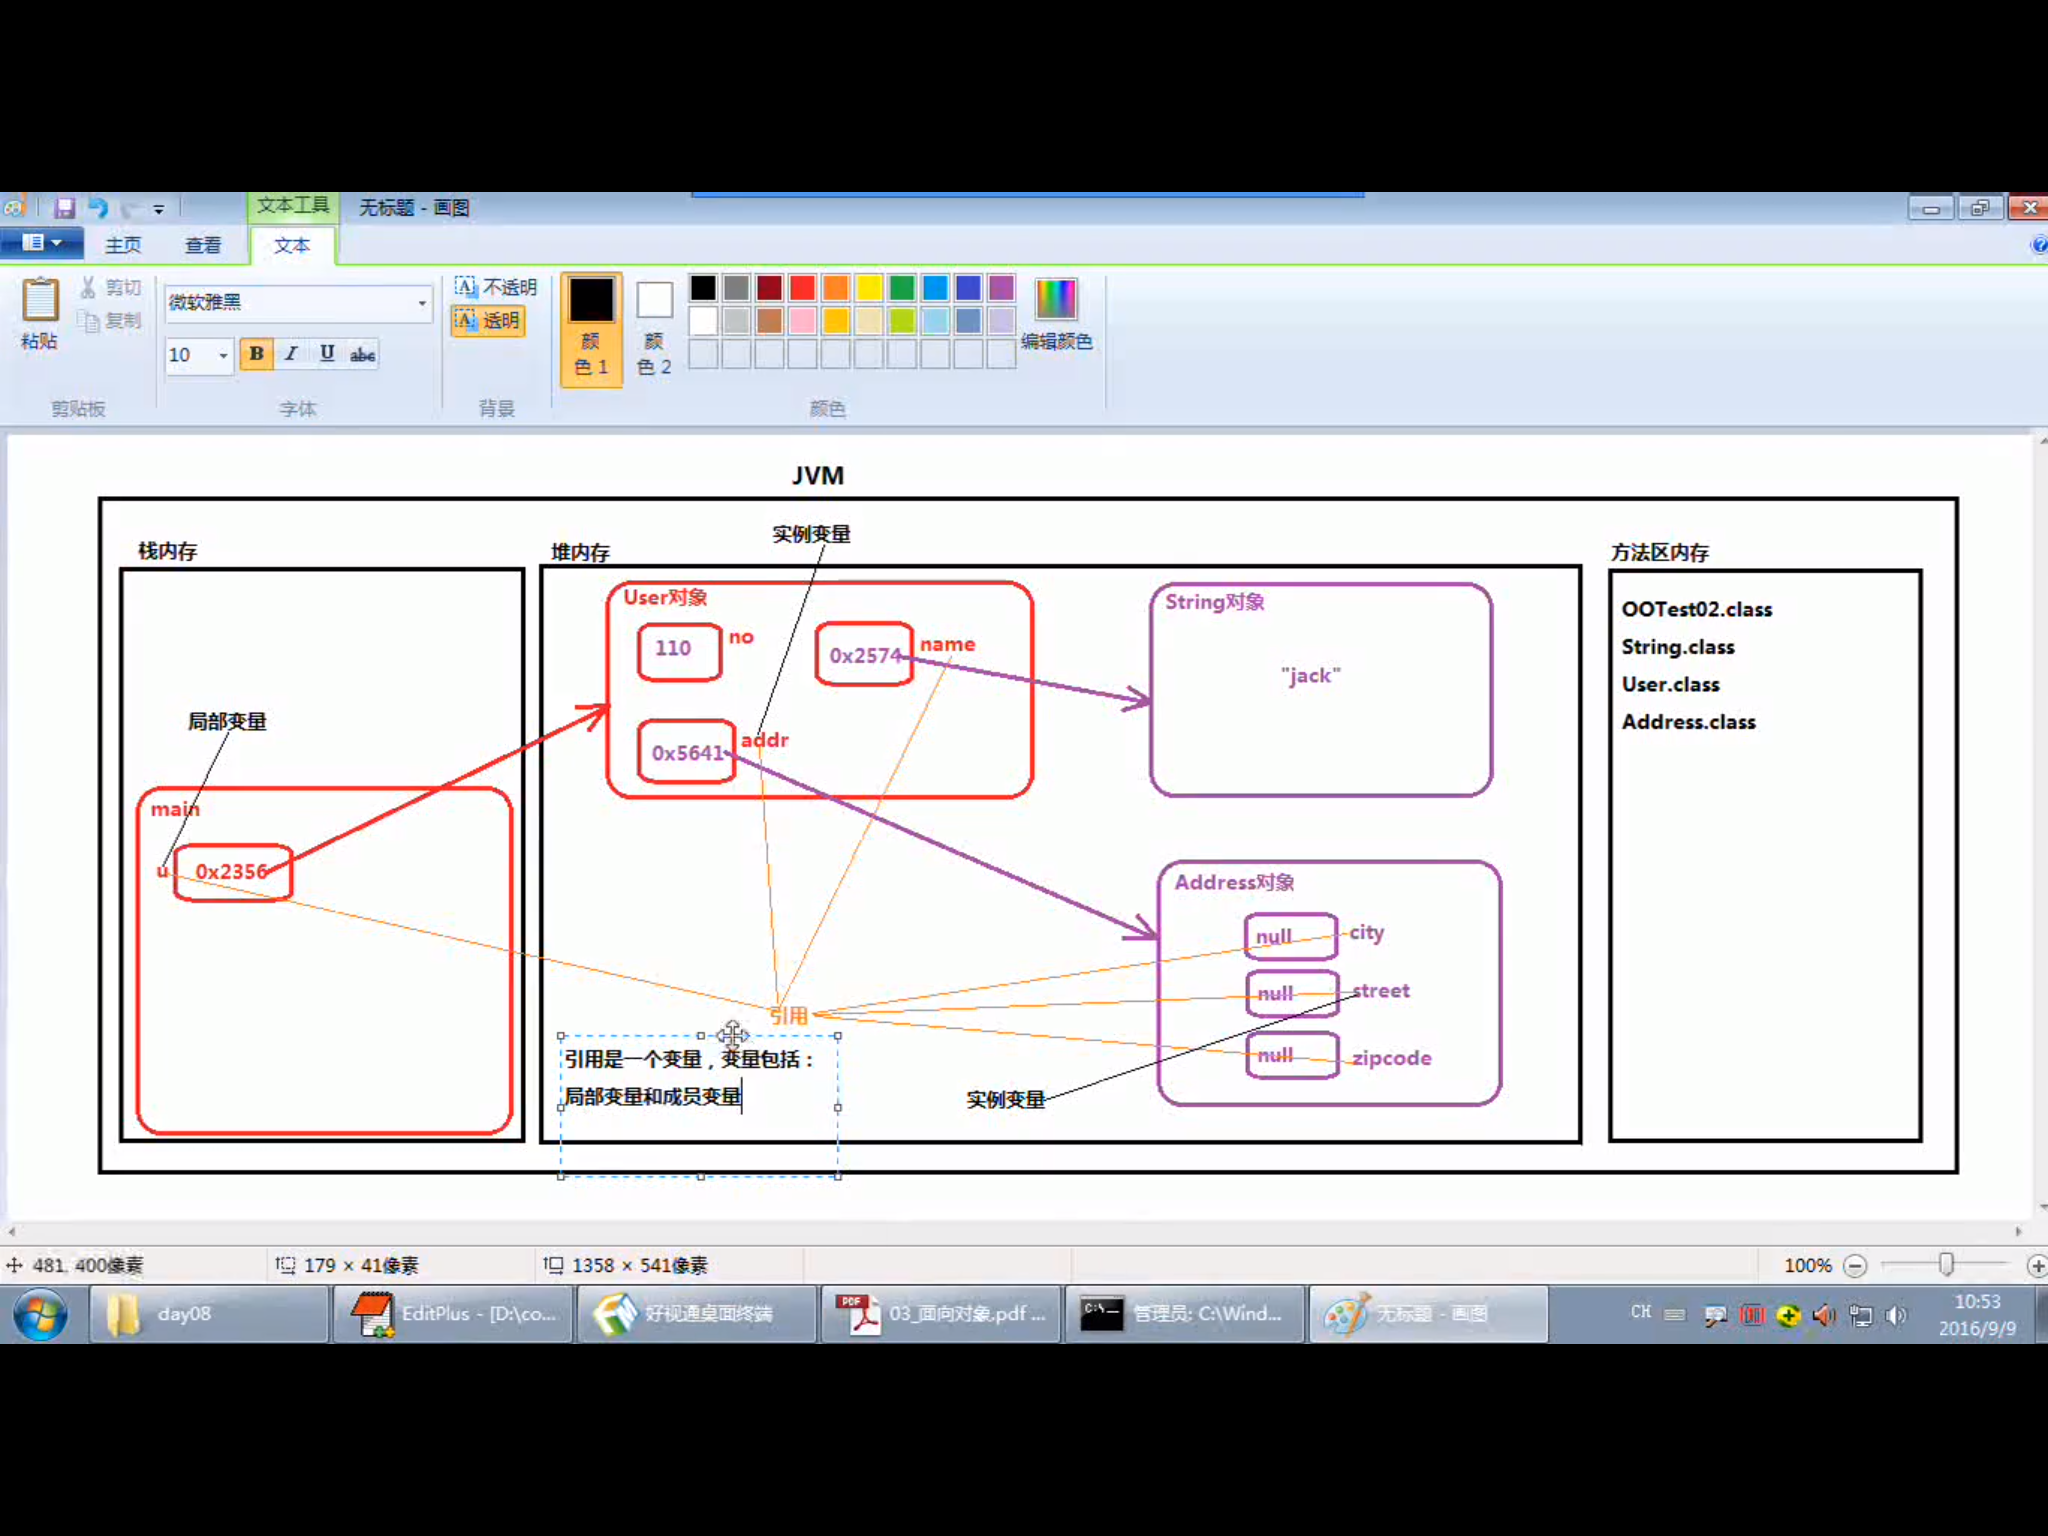 文本工具
无标题 - 画图
主页
查看
文本
粘贴
剪切
复制
剪贴板
微软雅黑
10
B I U abc
字体
不透明
透明
背景
颜
色 1
颜
色 2
颜色
编辑颜色
JVM
栈内存
局部变量
main
u
0x2356
堆内存
实例变量
User对象
110
no
0x2574
name
0x5641
addr
String对象
"jack"
Address对象
null
city
null
street
null
zipcode
引用
引用是一个变量，变量包括：
局部变量和成员变量
实例变量
方法区内存
OOTest02.class
String.class
User.class
Address.class
481, 400像素
179 × 41像素
1358 × 541像素
100%
day08
EditPlus - [D:\co...
好视通桌面终端
03_面向对象.pdf ...
管理员: C:\Wind...
无标题 - 画图
CH
10:53
2016/9/9